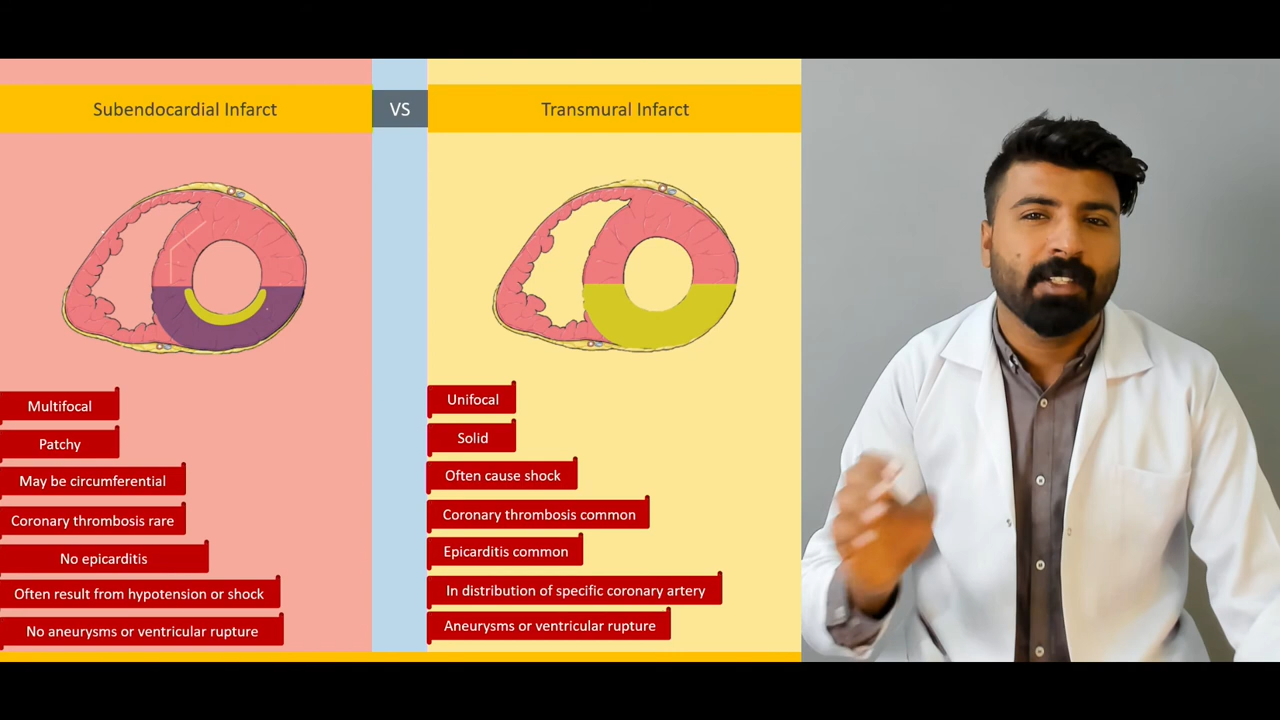 Subendocardial Infarct
VS
Transmural Infarct
Multifocal
Patchy
May be circumferential
Coronary thrombosis rare
No epicarditis
Often result from hypotension or shock
No aneurysms or ventricular rupture
Unifocal
Solid
Often cause shock
Coronary thrombosis common
Epicarditis common
In distribution of specific coronary artery
Aneurysms or ventricular rupture